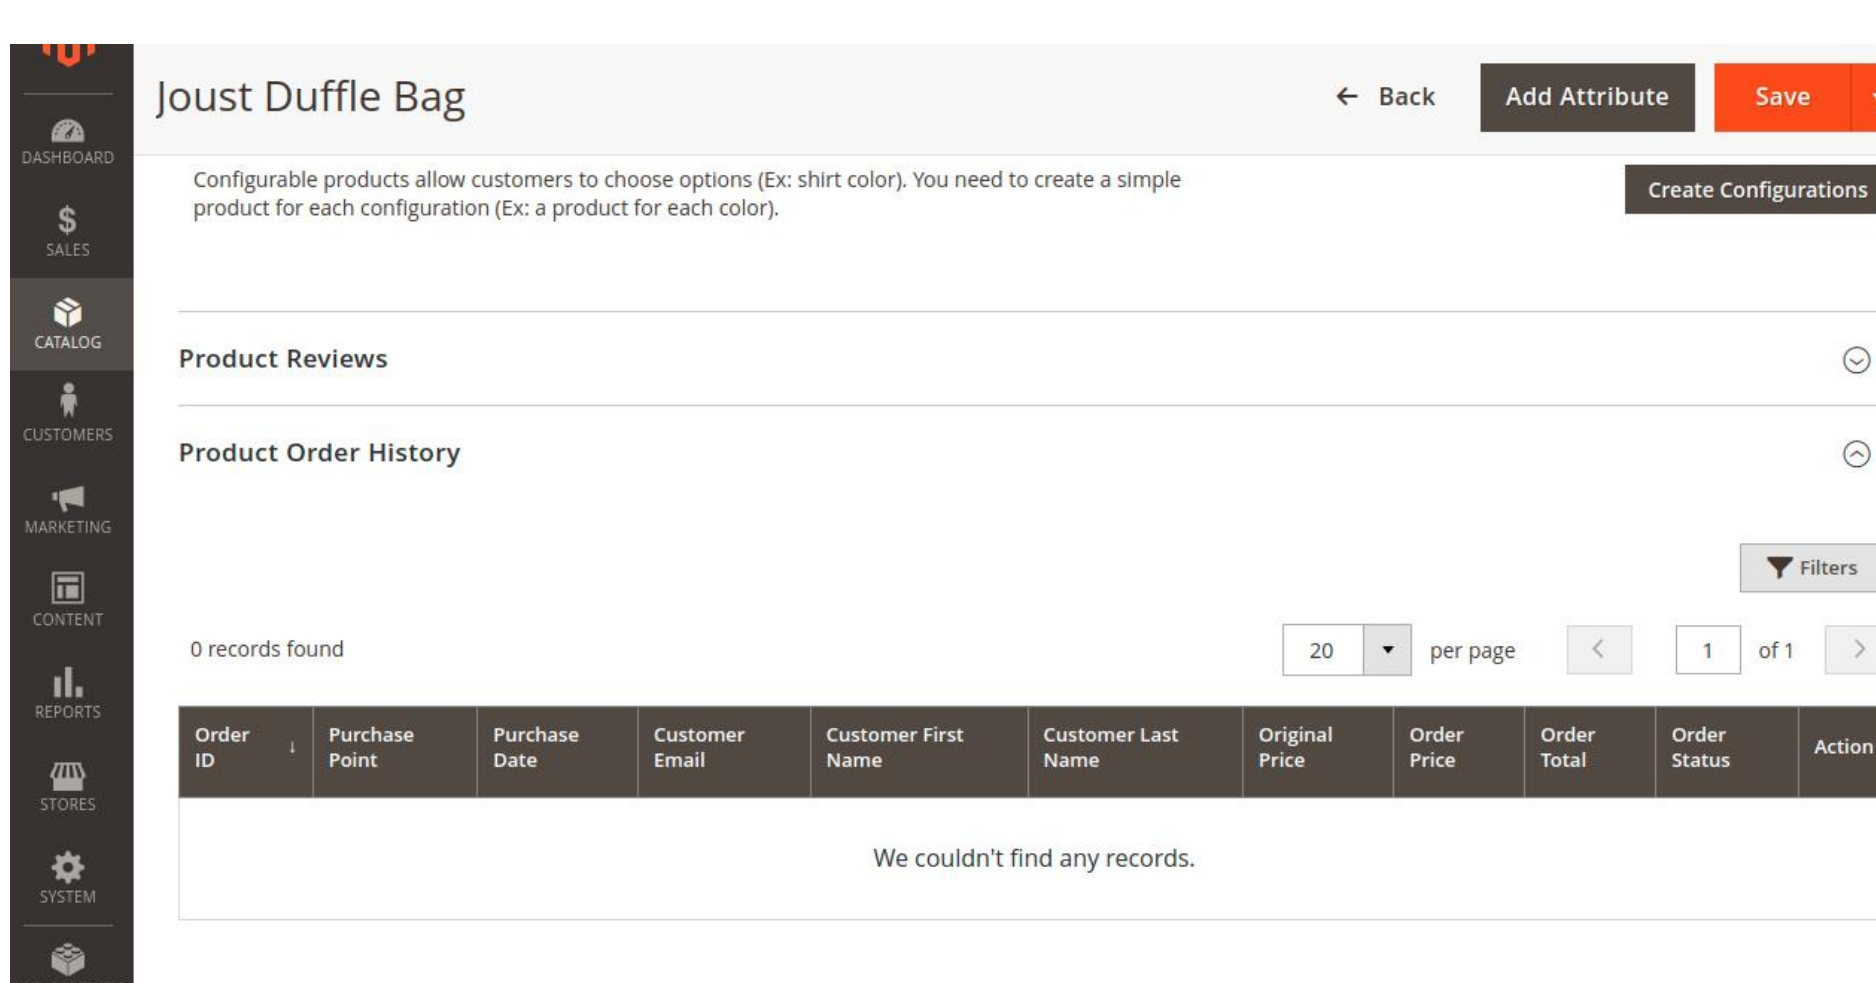 Joust Duffle Bag
Back
Add Attribute
Save
DASHBOARD
SALES
CATALOG
CUSTOMERS
MARKETING
CONTENT
REPORTS
STORES
SYSTEM
Configurable products allow customers to choose options (Ex: shirt color). You need to create a simple
product for each configuration (Ex: a product for each color).
Create Configurations
Product Reviews
Product Order History
Filters
0 records found
20 per page 1 of 1
Order ID
Purchase Point
Purchase Date
Customer Email
Customer First Name
Customer Last Name
Original Price
Order Price
Order Total
Order Status
Action
We couldn't find any records.